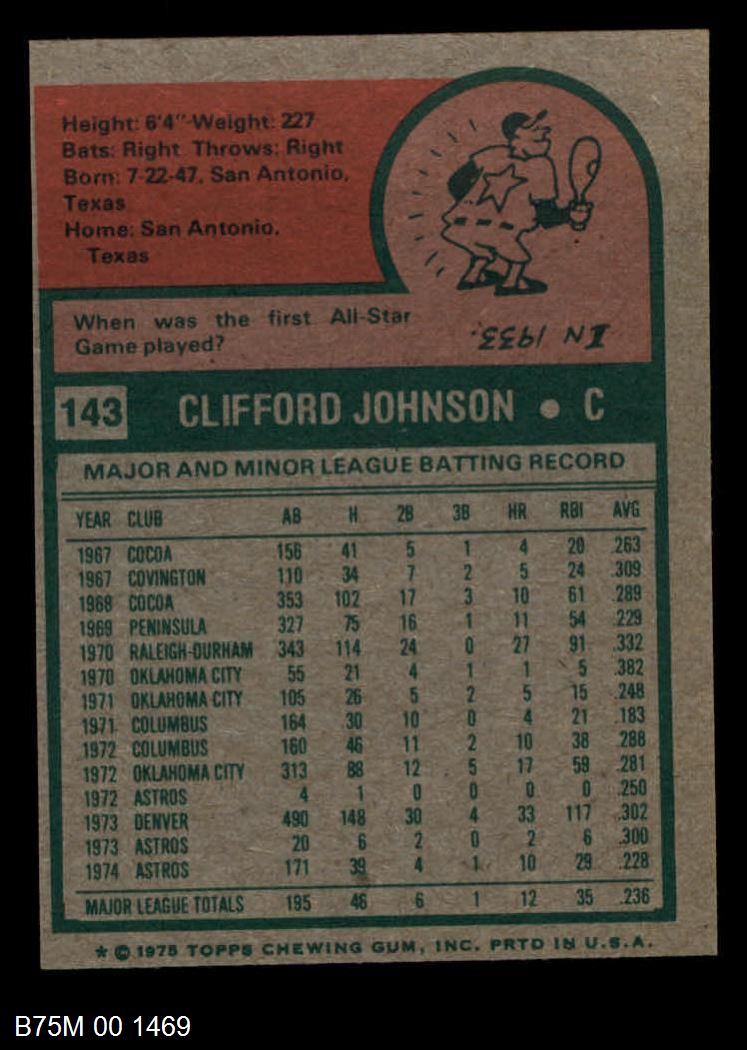 Height: 6'4" Weight: 227
Bats: Right Throws: Right
Born: 7-22-47, San Antonio,
Texas
Home: San Antonio,
Texas
When was the first All-Star
Game played?
IN 1933.
143 CLIFFORD JOHNSON • C
MAJOR AND MINOR LEAGUE BATTING RECORD
YEAR CLUB AB H 2B 3B HR RBI AVG
1967 COCOA 156 41 5 1 4 20 .263
1967 COVINGTON 110 34 7 2 5 24 .309
1968 COCOA 353 102 17 3 10 61 .289
1969 PENINSULA 327 75 16 1 11 54 .229
1970 RALEIGH-DURHAM 343 114 24 0 27 91 .332
1970 OKLAHOMA CITY 55 21 4 1 1 5 .382
1971 OKLAHOMA CITY 105 26 5 2 5 15 .248
1971 COLUMBUS 164 30 10 0 4 21 .183
1972 COLUMBUS 160 46 11 2 10 38 .288
1972 OKLAHOMA CITY 313 88 12 5 17 59 .281
1972 ASTROS 4 1 0 0 0 0 .250
1973 DENVER 490 148 30 4 33 117 .302
1973 ASTROS 20 6 2 0 2 6 .300
1974 ASTROS 171 39 4 1 10 29 .228
MAJOR LEAGUE TOTALS 195 46 6 1 12 35 .236
* © 1975 TOPPS CHEWING GUM, INC. PRTD IN U.S.A.
B75M 00 1469